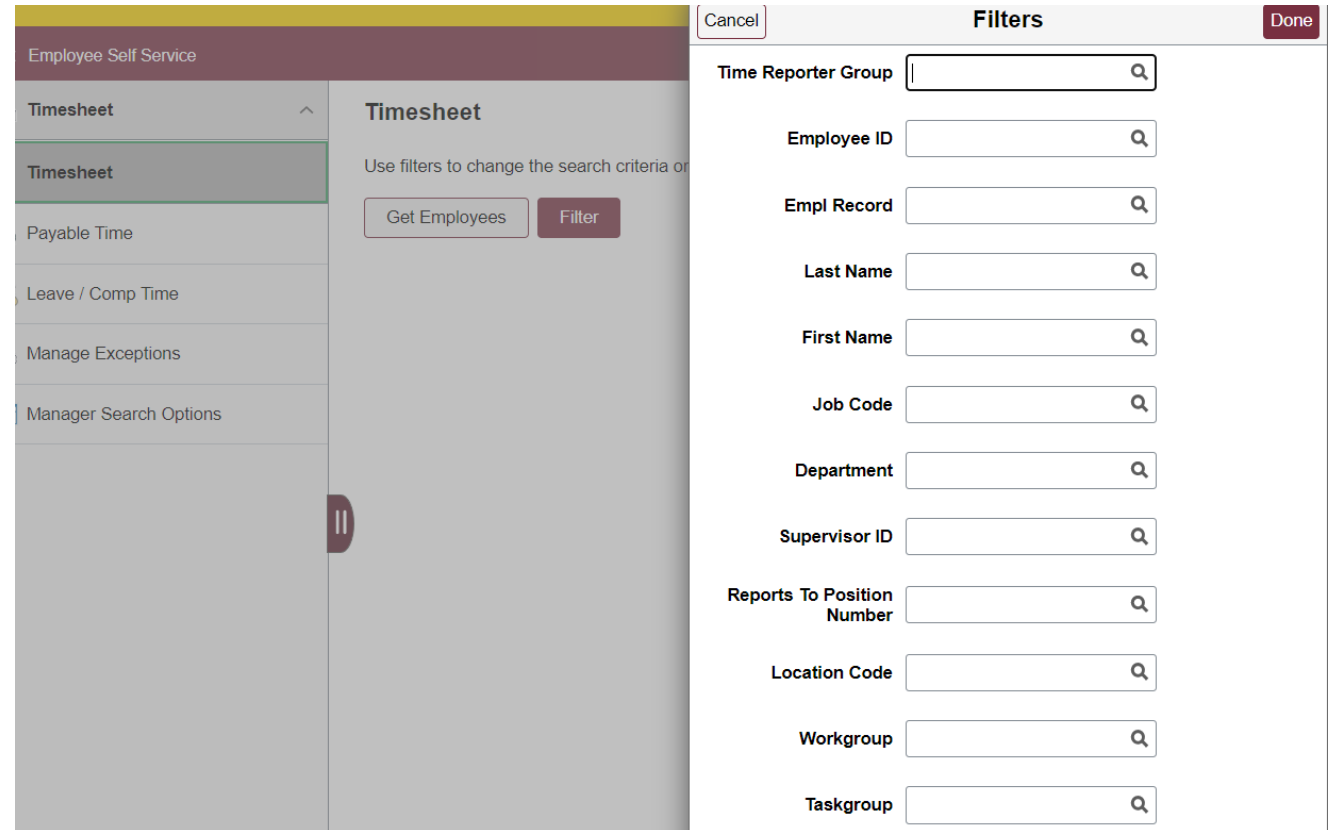 Cancel
Filters
Done
Employee Self Service
Timesheet
Timesheet
Payable Time
Leave / Comp Time
Manage Exceptions
Manager Search Options
Timesheet
Use filters to change the search criteria or
Get Employees
Filter
Time Reporter Group
Employee ID
Empl Record
Last Name
First Name
Job Code
Department
Supervisor ID
Reports To Position
Number
Location Code
Workgroup
Taskgroup